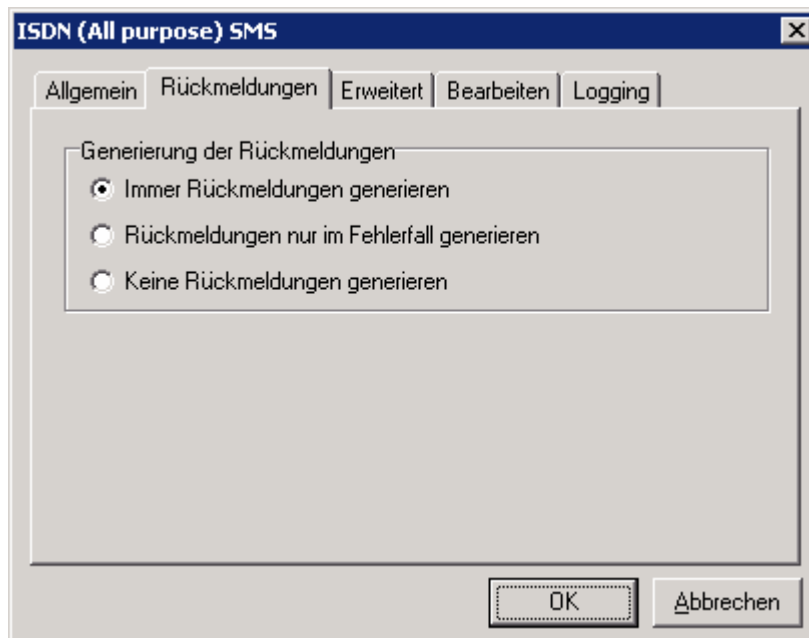 ISDN (All purpose) SMS
Allgemein Rückmeldungen Erweitert Bearbeiten Logging
Generierung der Rückmeldungen
Immer Rückmeldungen generieren
Rückmeldungen nur im Fehlerfall generieren
Keine Rückmeldungen generieren
OK Abbrechen